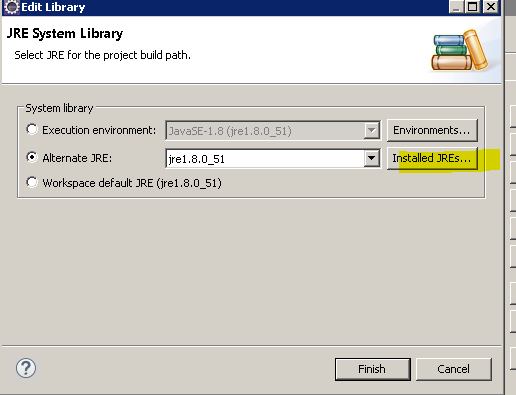 Edit Library
JRE System Library
Select JRE for the project build path.
System library
Execution environment: JavaSE-1.8 (jre1.8.0_51) Environments...
Alternate JRE: jre1.8.0_51 Installed JREs...
Workspace default JRE (jre1.8.0_51)
? Finish Cancel